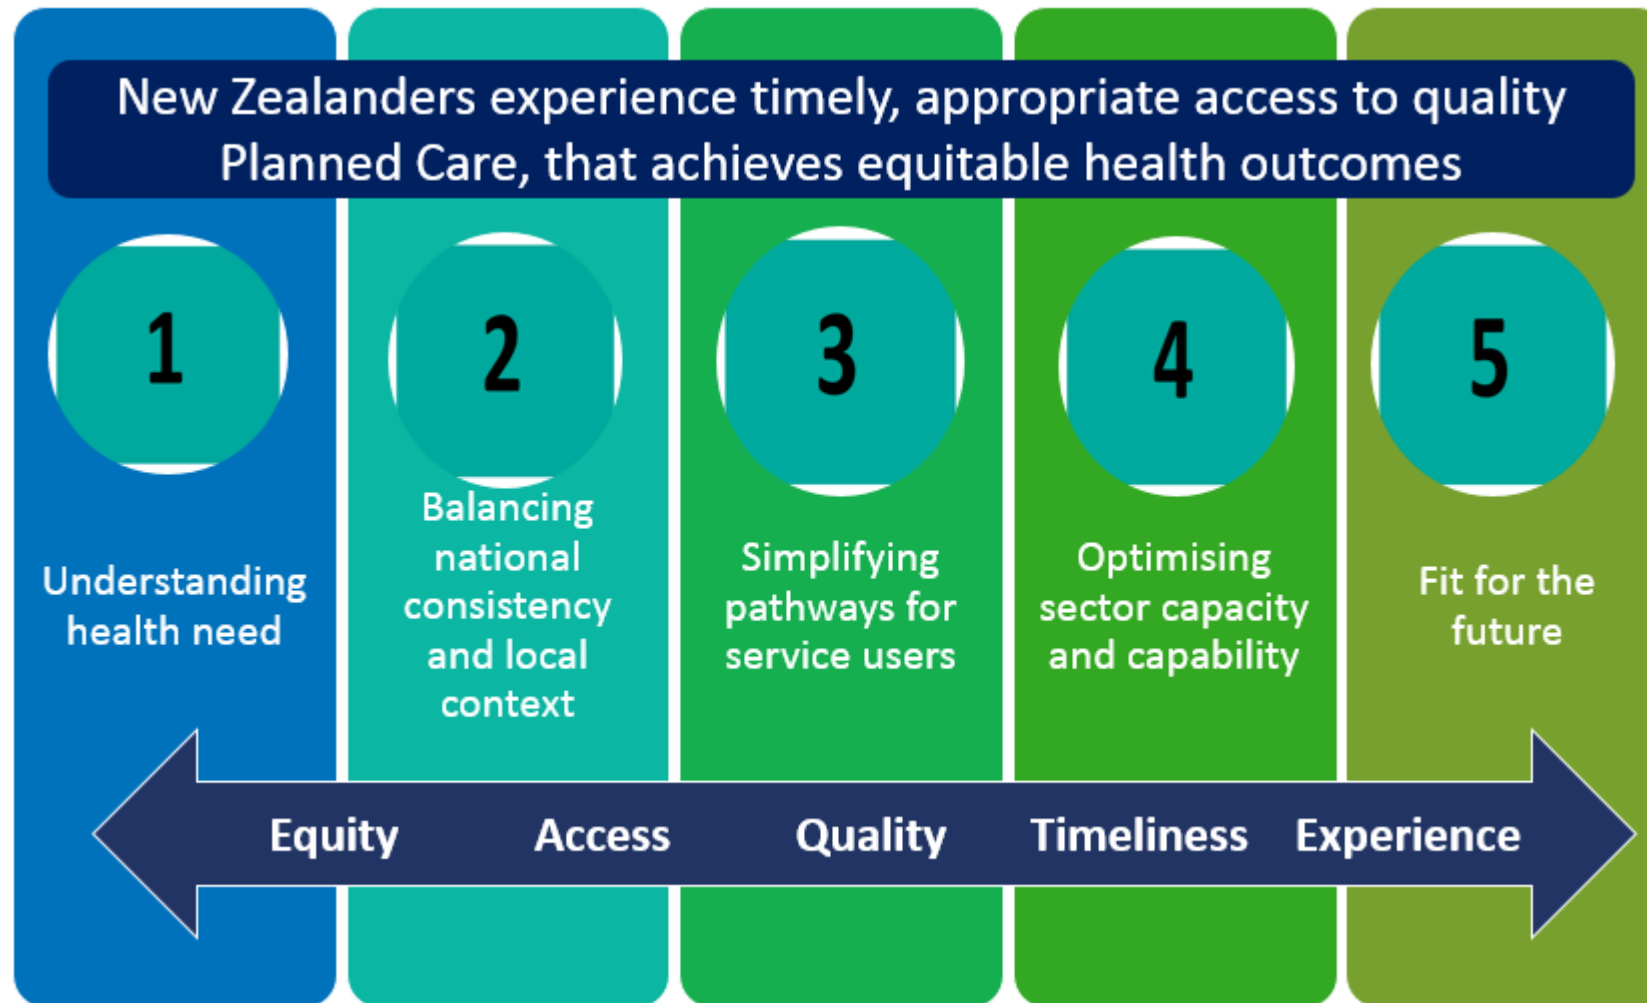 New Zealanders experience timely, appropriate access to quality
Planned Care, that achieves equitable health outcomes
1
Understanding
health need
2
Balancing
national
consistency
and local
context
3
Simplifying
pathways for
service users
4
Optimising
sector capacity
and capability
5
Fit for the
future
Equity Access Quality Timeliness Experience